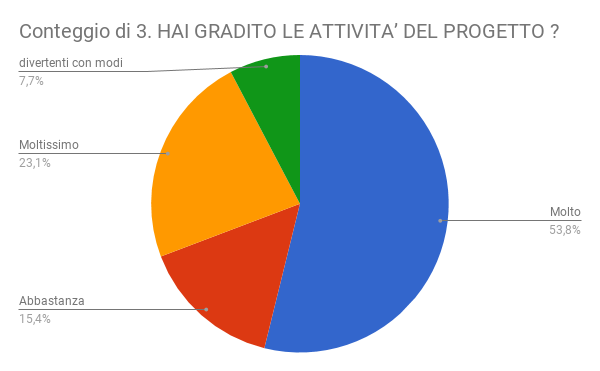 Conteggio di 3. HAI GRADITO LE ATTIVITA’ DEL PROGETTO ?
divertenti con modi
7,7%
Moltissimo
23,1%
Molto
53,8%
Abbastanza
15,4%